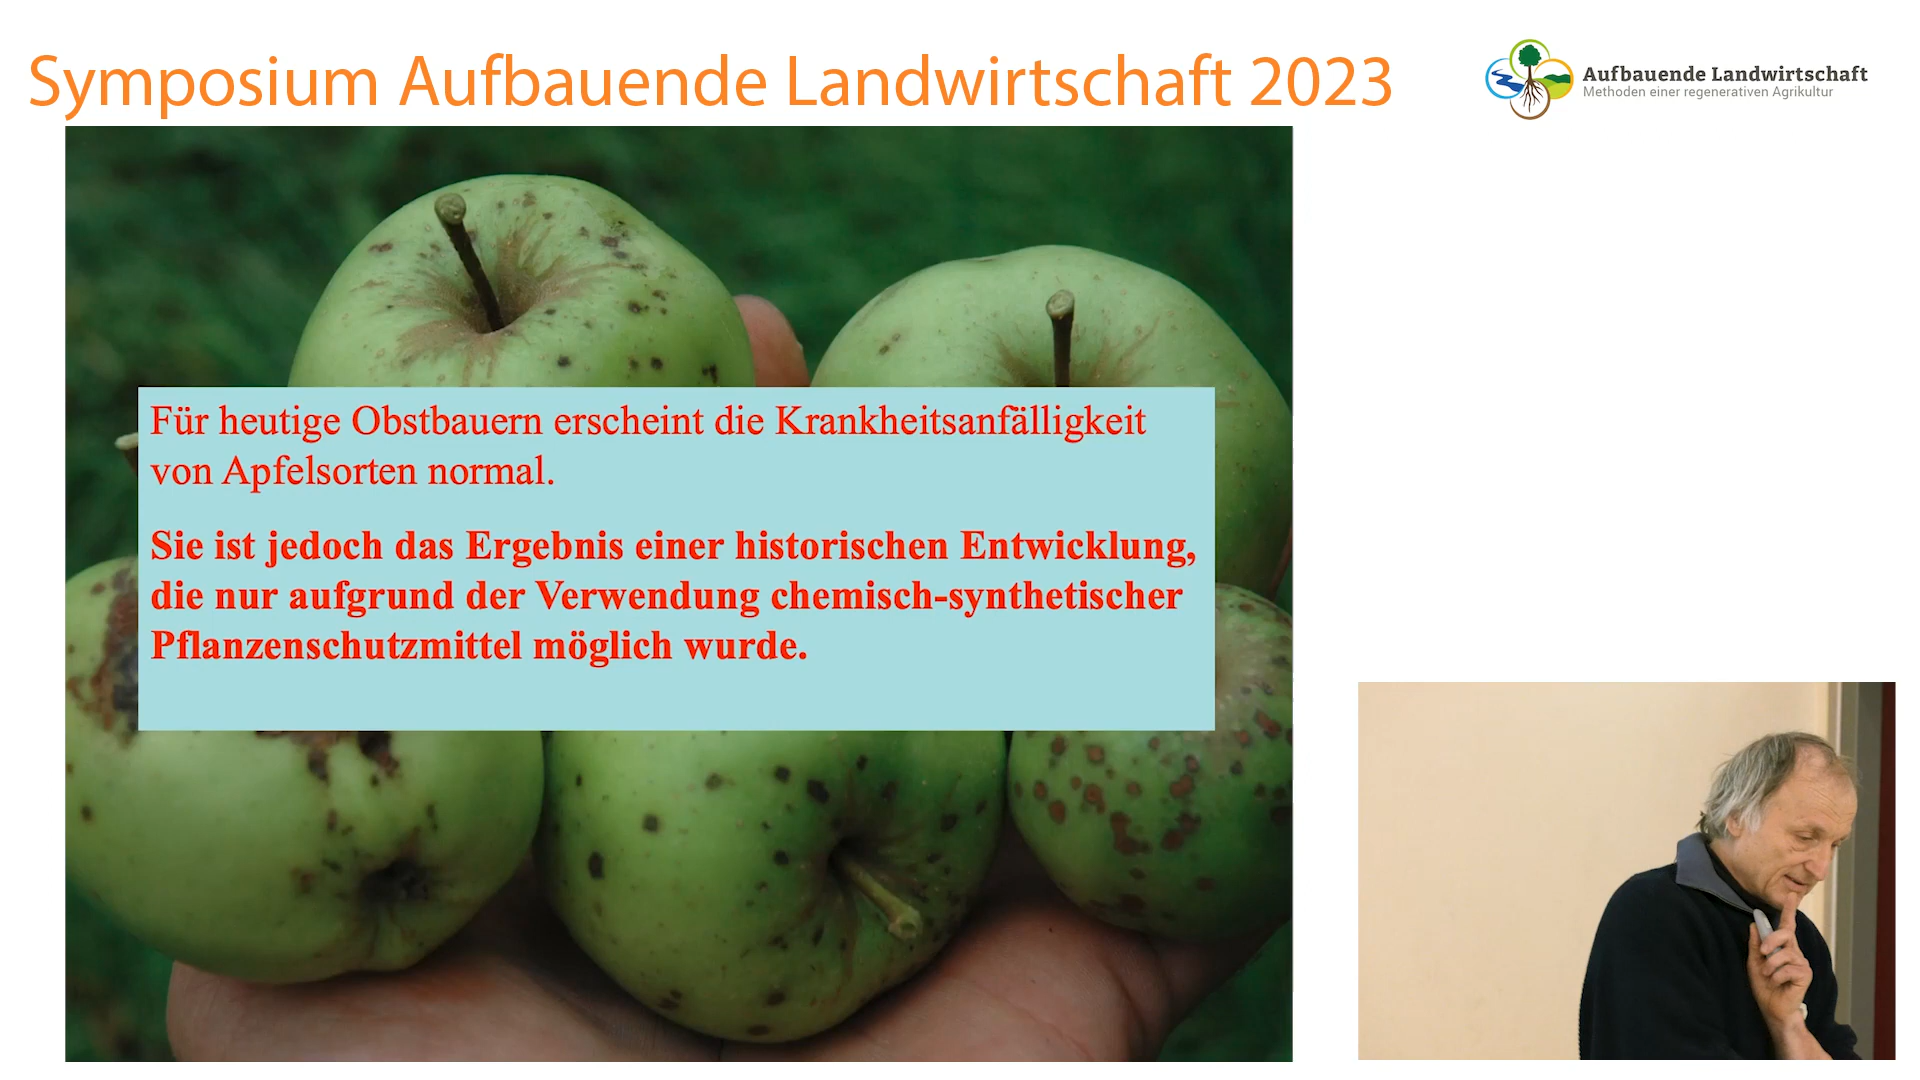 Symposium Aufbauende Landwirtschaft 2023
Aufbauende Landwirtschaft
Methoden einer regenerativen Agrikultur
Für heutige Obstbauern erscheint die Krankheitsanfälligkeit
von Apfelsorten normal.
Sie ist jedoch das Ergebnis einer historischen Entwicklung,
die nur aufgrund der Verwendung chemisch-synthetischer
Pflanzenschutzmittel möglich wurde.